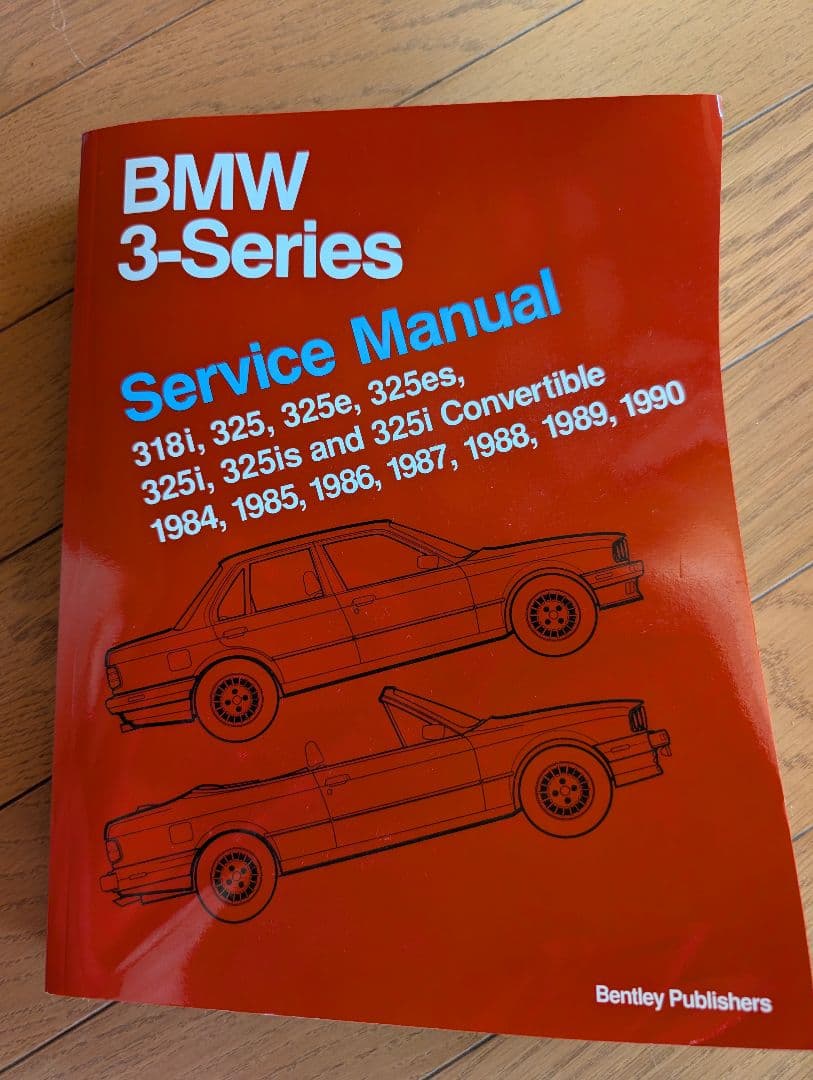 BMW
3-Series
Service Manual
318i, 325, 325e, 325es,
325i, 325is and 325i Convertible
1984, 1985, 1986, 1987, 1988, 1989, 1990
Bentley Publishers